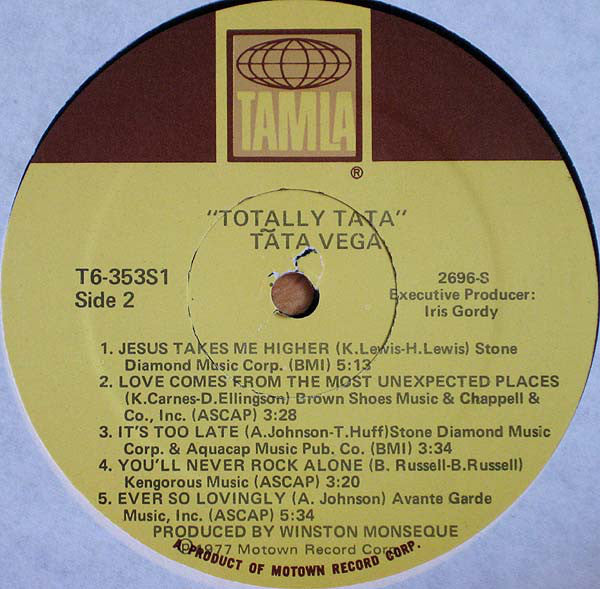 TAMLA
®
"TOTALLY TATA"
TÃTA VEGA
T6-353S1
Side 2
2696-S
Executive Producer:
Iris Gordy
1. JESUS TAKES ME HIGHER (K.Lewis-H.Lewis) Stone
Diamond Music Corp. (BMI) 5:13
2. LOVE COMES FROM THE MOST UNEXPECTED PLACES
(K.Carnes-D.Ellingson) Brown Shoes Music & Chappell &
Co., Inc. (ASCAP) 3:28
3. IT'S TOO LATE (A.Johnson-T.Huff)Stone Diamond Music
Corp. & Aquacap Music Pub. Co. (BMI) 3:34
4. YOU'LL NEVER ROCK ALONE (B. Russell-B.Russell)
Kengorous Music (ASCAP) 3:20
5. EVER SO LOVINGLY (A. Johnson) Avante Garde
Music, Inc. (ASCAP) 5:34
PRODUCED BY WINSTON MONSEQUE
℗1977 Motown Record Corp.
A PRODUCT OF MOTOWN RECORD CORP.